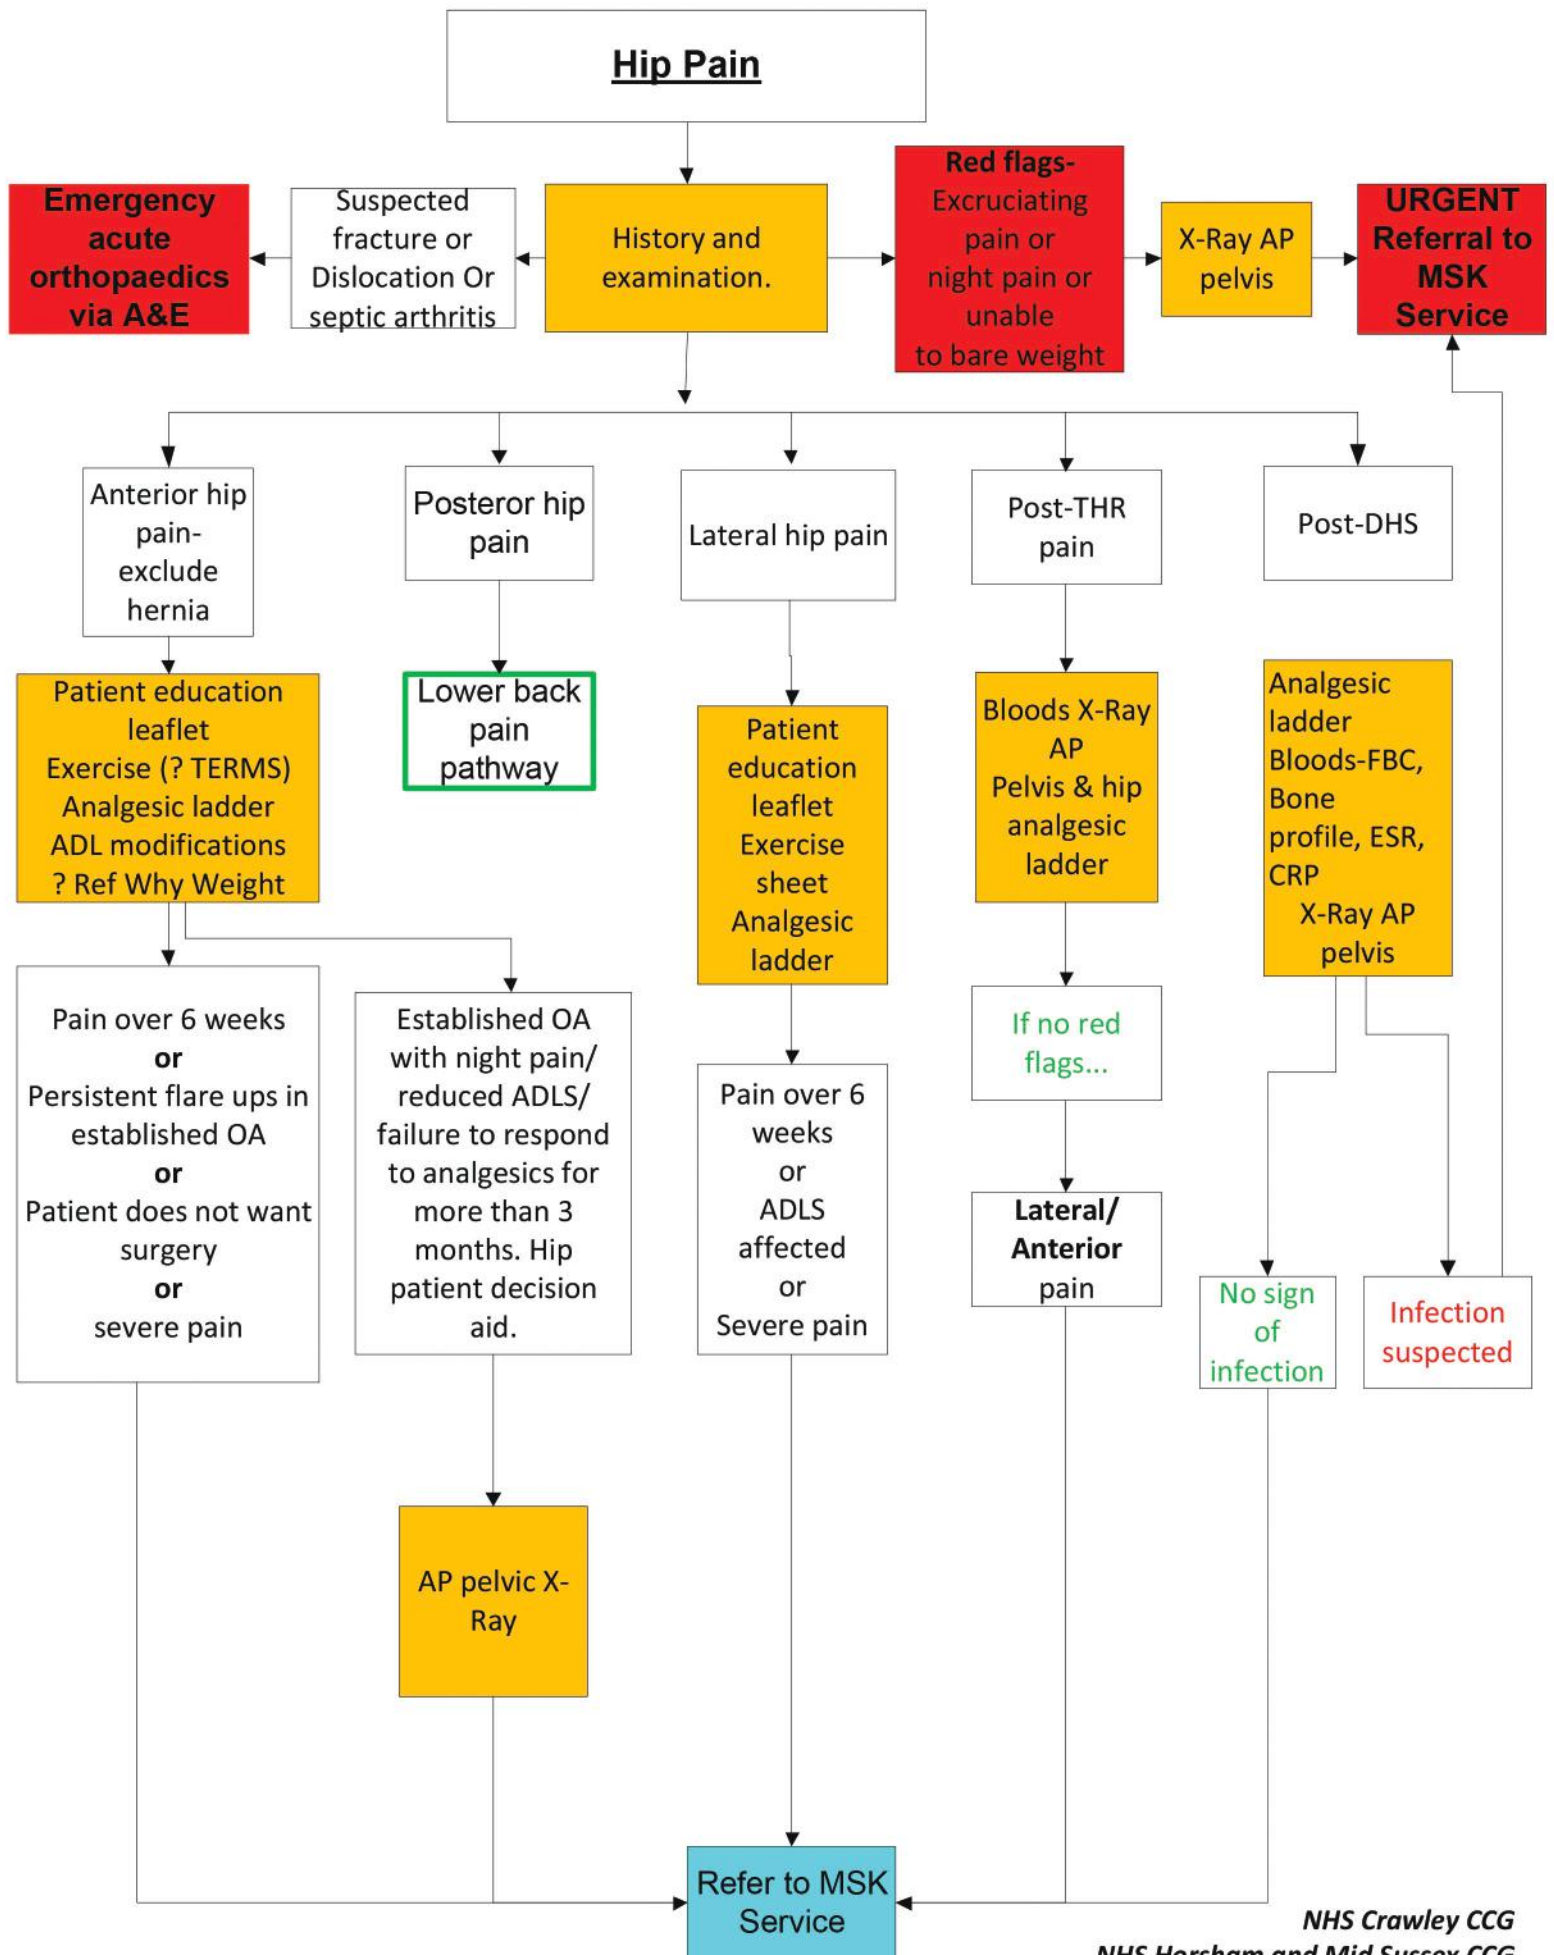 Hip Pain
Emergency
acute
orthopaedics
via A&E
Suspected
fracture or
Dislocation Or
septic arthritis
History and
examination.
Red flags-
Excruciating
pain or
night pain or
unable
to bare weight
X-Ray AP
pelvis
URGENT
Referral to
MSK
Service
Anterior hip
pain-
exclude
hernia
Posteror hip
pain
Lateral hip pain
Post-THR
pain
Post-DHS
Patient education
leaflet
Exercise (? TERMS)
Analgesic ladder
ADL modifications
? Ref Why Weight
Lower back
pain
pathway
Patient
education
leaflet
Exercise
sheet
Analgesic
ladder
Bloods X-Ray
AP
Pelvis & hip
analgesic
ladder
Analgesic
ladder
Bloods-FBC,
Bone
profile, ESR,
CRP
X-Ray AP
pelvis
Pain over 6 weeks
or
Persistent flare ups in
established OA
or
Patient does not want
surgery
or
severe pain
Established OA
with night pain/
reduced ADLS/
failure to respond
to analgesics for
more than 3
months. Hip
patient decision
aid.
Pain over 6
weeks
or
ADLS
affected
or
Severe pain
If no red
flags...
Lateral/
Anterior
pain
No sign
of
infection
Infection
suspected
AP pelvic X-
Ray
Refer to MSK
Service
NHS Crawley CCG
NHS Horsham and Mid Sussex CCG